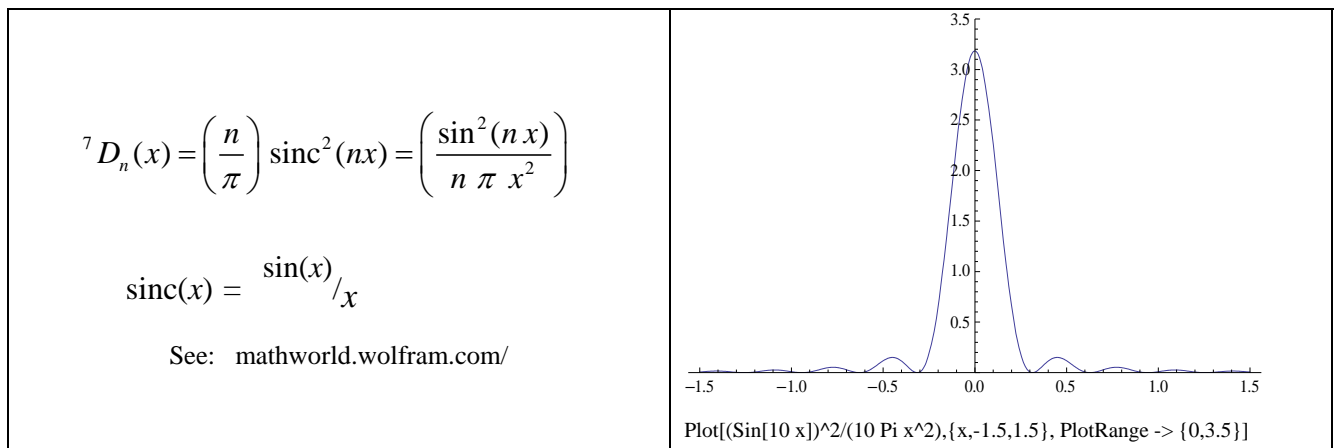 ⁷ Dₙ(x) = (n/π) sinc²(nx) = (sin²(n x)/(n π x²))
sinc(x) = sin(x)/x
See: mathworld.wolfram.com/
3.5
3.0
2.5
2.0
1.5
1.0
0.5
−1.5 −1.0 −0.5 0.0 0.5 1.0 1.5
Plot[(Sin[10 x])^2/(10 Pi x^2),{x,-1.5,1.5}, PlotRange -> {0,3.5}]